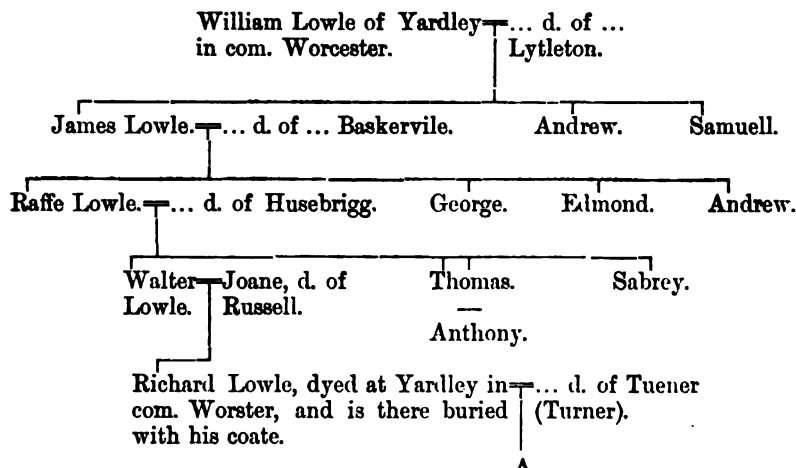 William Lowle of Yardley ... d. of ...
in com. Worcester. Lytleton.
James Lowle. ... d. of ... Baskervile. Andrew. Samuell.
Raffe Lowle. ... d. of Husebrigg. George. Edmond. Andrew.
Walter Joane, d. of Thomas. Sabrey.
Lowle. Russell. —
Anthony.
Richard Lowle, dyed at Yardley in ... d. of Tuener
com. Worster, and is there buried (Turner).
with his coate.
A